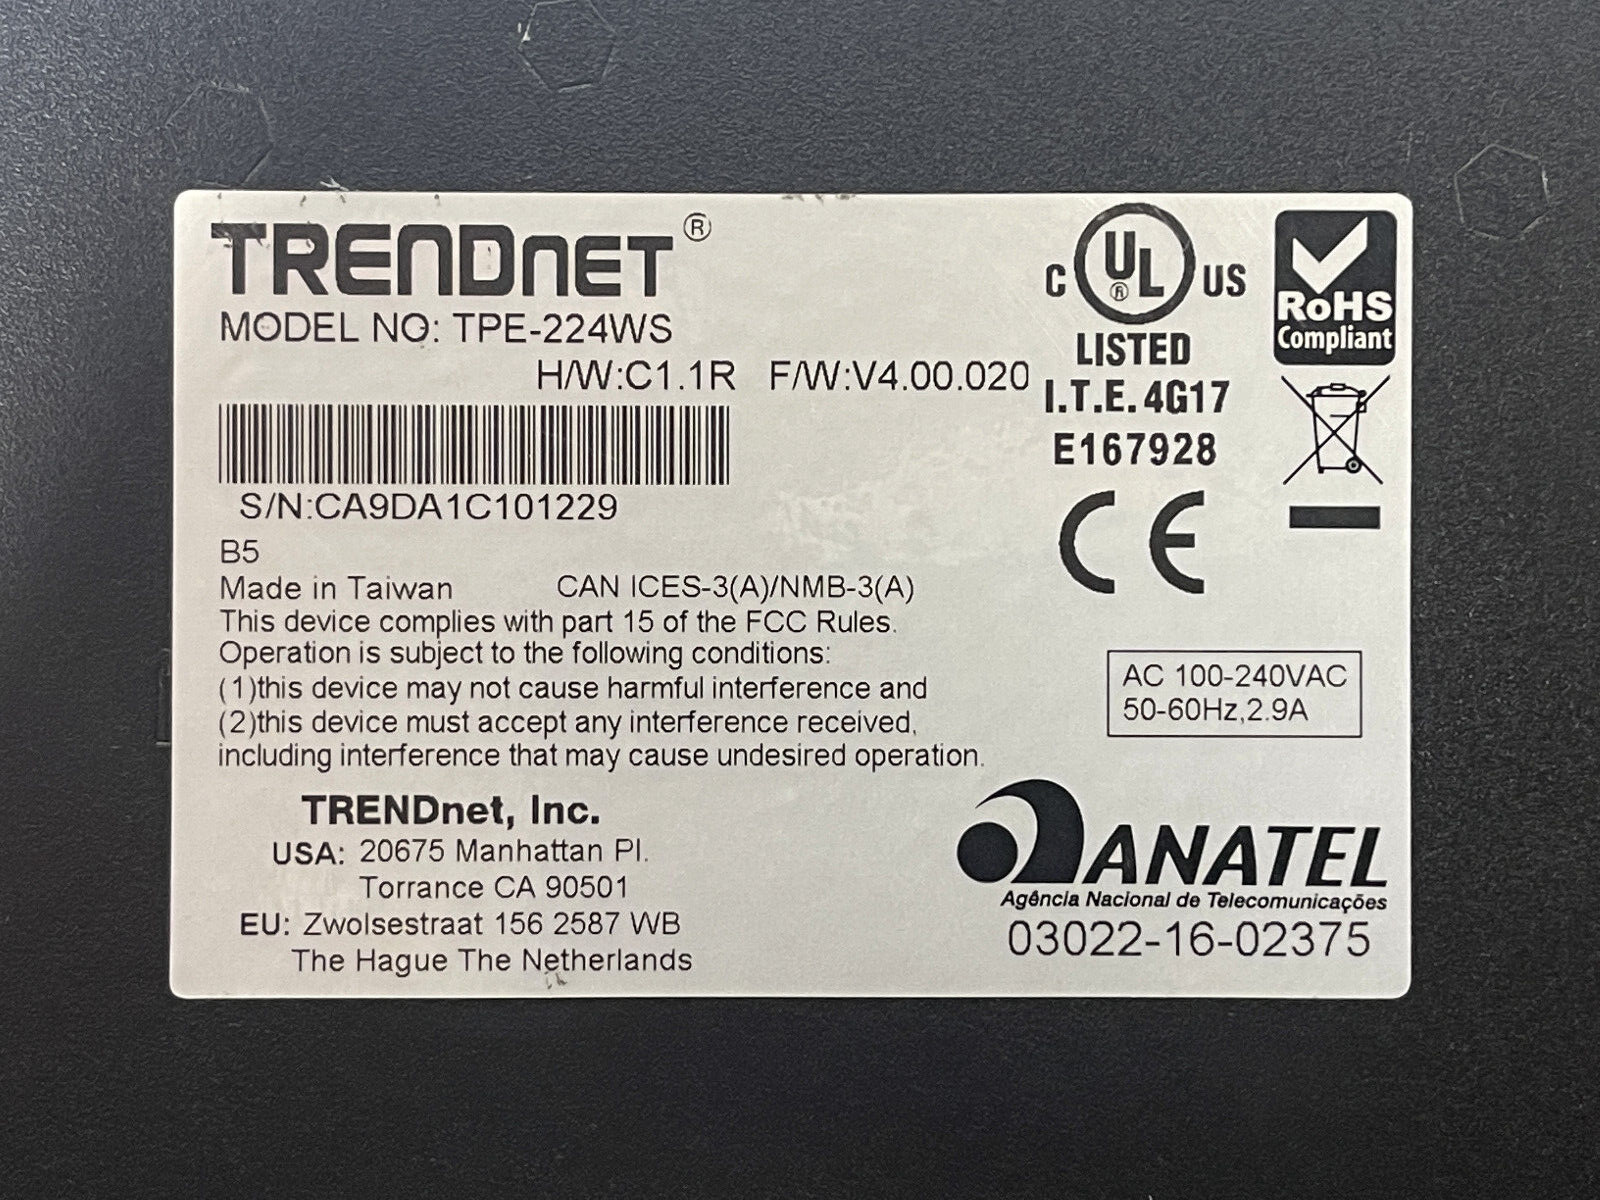 TRENDnet®
MODEL NO: TPE-224WS
H/W:C1.1R F/W:V4.00.020
S/N:CA9DA1C101229
B5
Made in Taiwan CAN ICES-3(A)/NMB-3(A)
This device complies with part 15 of the FCC Rules.
Operation is subject to the following conditions:
(1)this device may not cause harmful interference and
(2)this device must accept any interference received,
including interference that may cause undesired operation.
TRENDnet, Inc.
USA: 20675 Manhattan Pl.
Torrance CA 90501
EU: Zwolsestraat 156 2587 WB
The Hague The Netherlands
C UL® US
LISTED
I.T.E. 4G17
E167928
RoHS
Compliant
CE
AC 100-240VAC
50-60Hz,2.9A
ANATEL
Agência Nacional de Telecomunicações
03022-16-02375